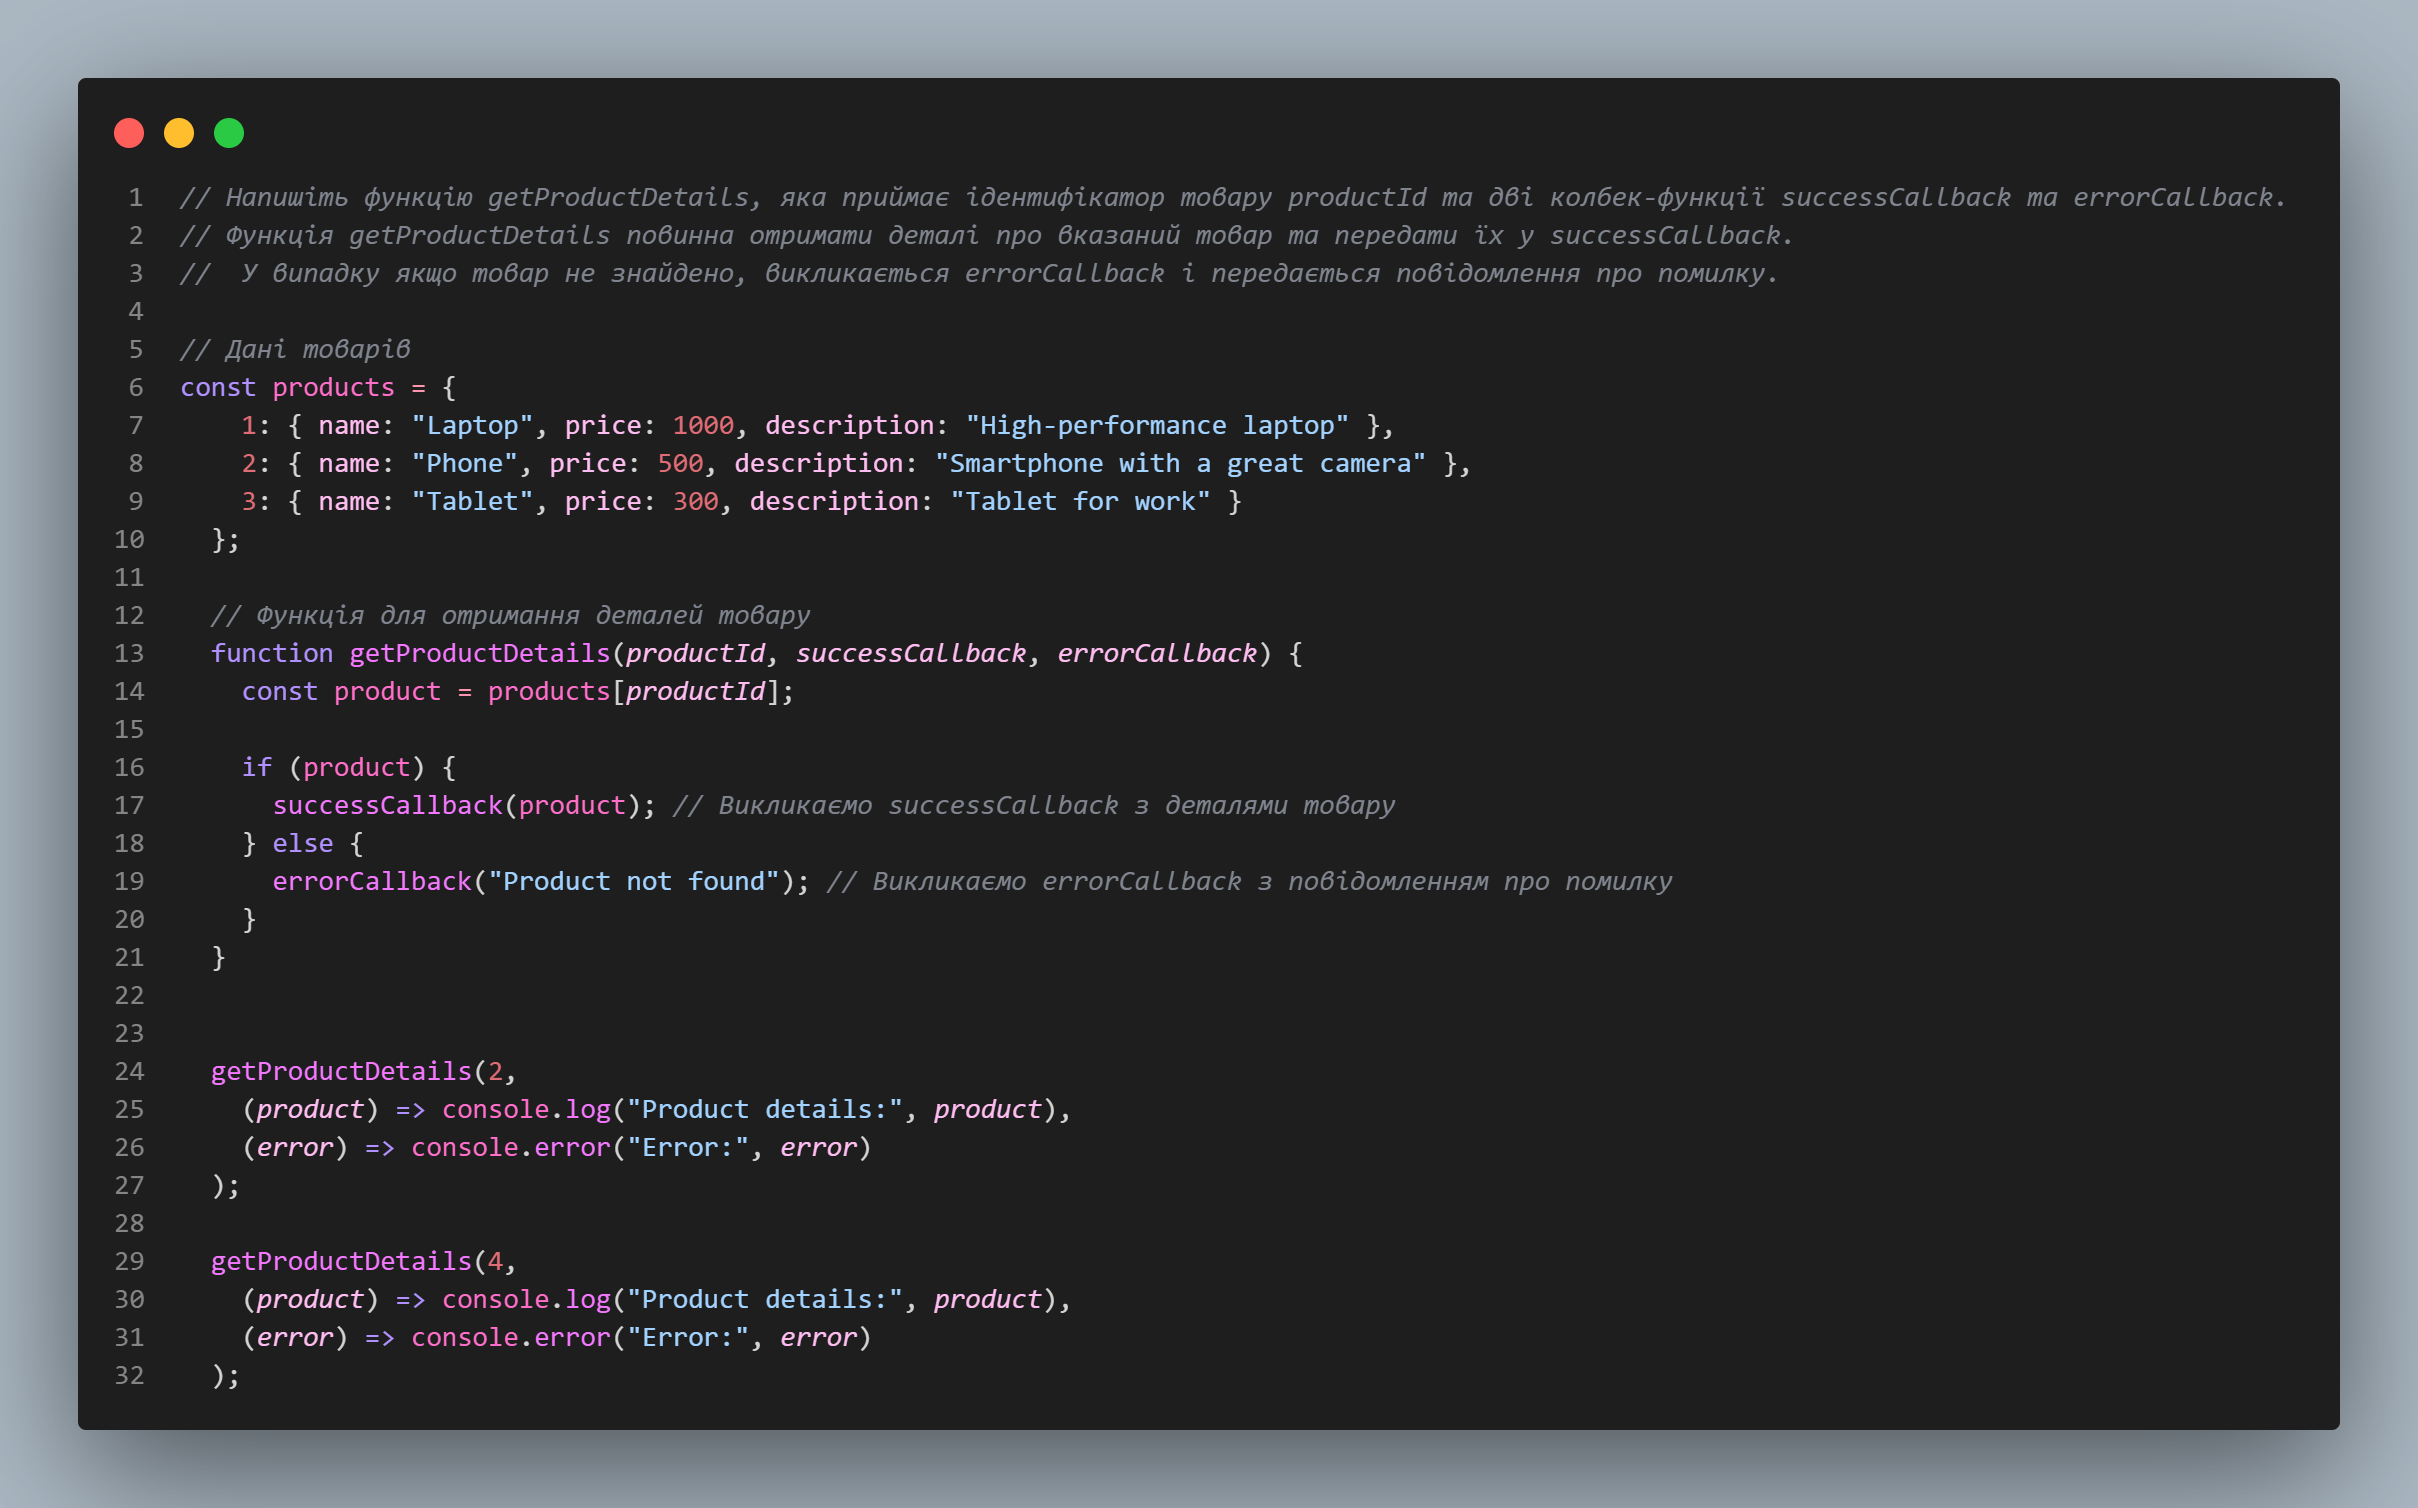 1 // Напишіть функцію getProductDetails, яка приймає ідентифікатор товару productId та дві колбек-функції successCallback та errorCallback.
2 // Функція getProductDetails повинна отримати деталі про вказаний товар та передати їх у successCallback.
3 //  У випадку якщо товар не знайдено, викликається errorCallback і передається повідомлення про помилку.
4
5 // Дані товарів
6 const products = {
7     1: { name: "Laptop", price: 1000, description: "High-performance laptop" },
8     2: { name: "Phone", price: 500, description: "Smartphone with a great camera" },
9     3: { name: "Tablet", price: 300, description: "Tablet for work" }
10   };
11
12   // Функція для отримання деталей товару
13   function getProductDetails(productId, successCallback, errorCallback) {
14     const product = products[productId];
15
16     if (product) {
17       successCallback(product); // Викликаємо successCallback з деталями товару
18     } else {
19       errorCallback("Product not found"); // Викликаємо errorCallback з повідомленням про помилку
20     }
21   }
22
23
24   getProductDetails(2,
25     (product) => console.log("Product details:", product),
26     (error) => console.error("Error:", error)
27   );
28
29   getProductDetails(4,
30     (product) => console.log("Product details:", product),
31     (error) => console.error("Error:", error)
32   );